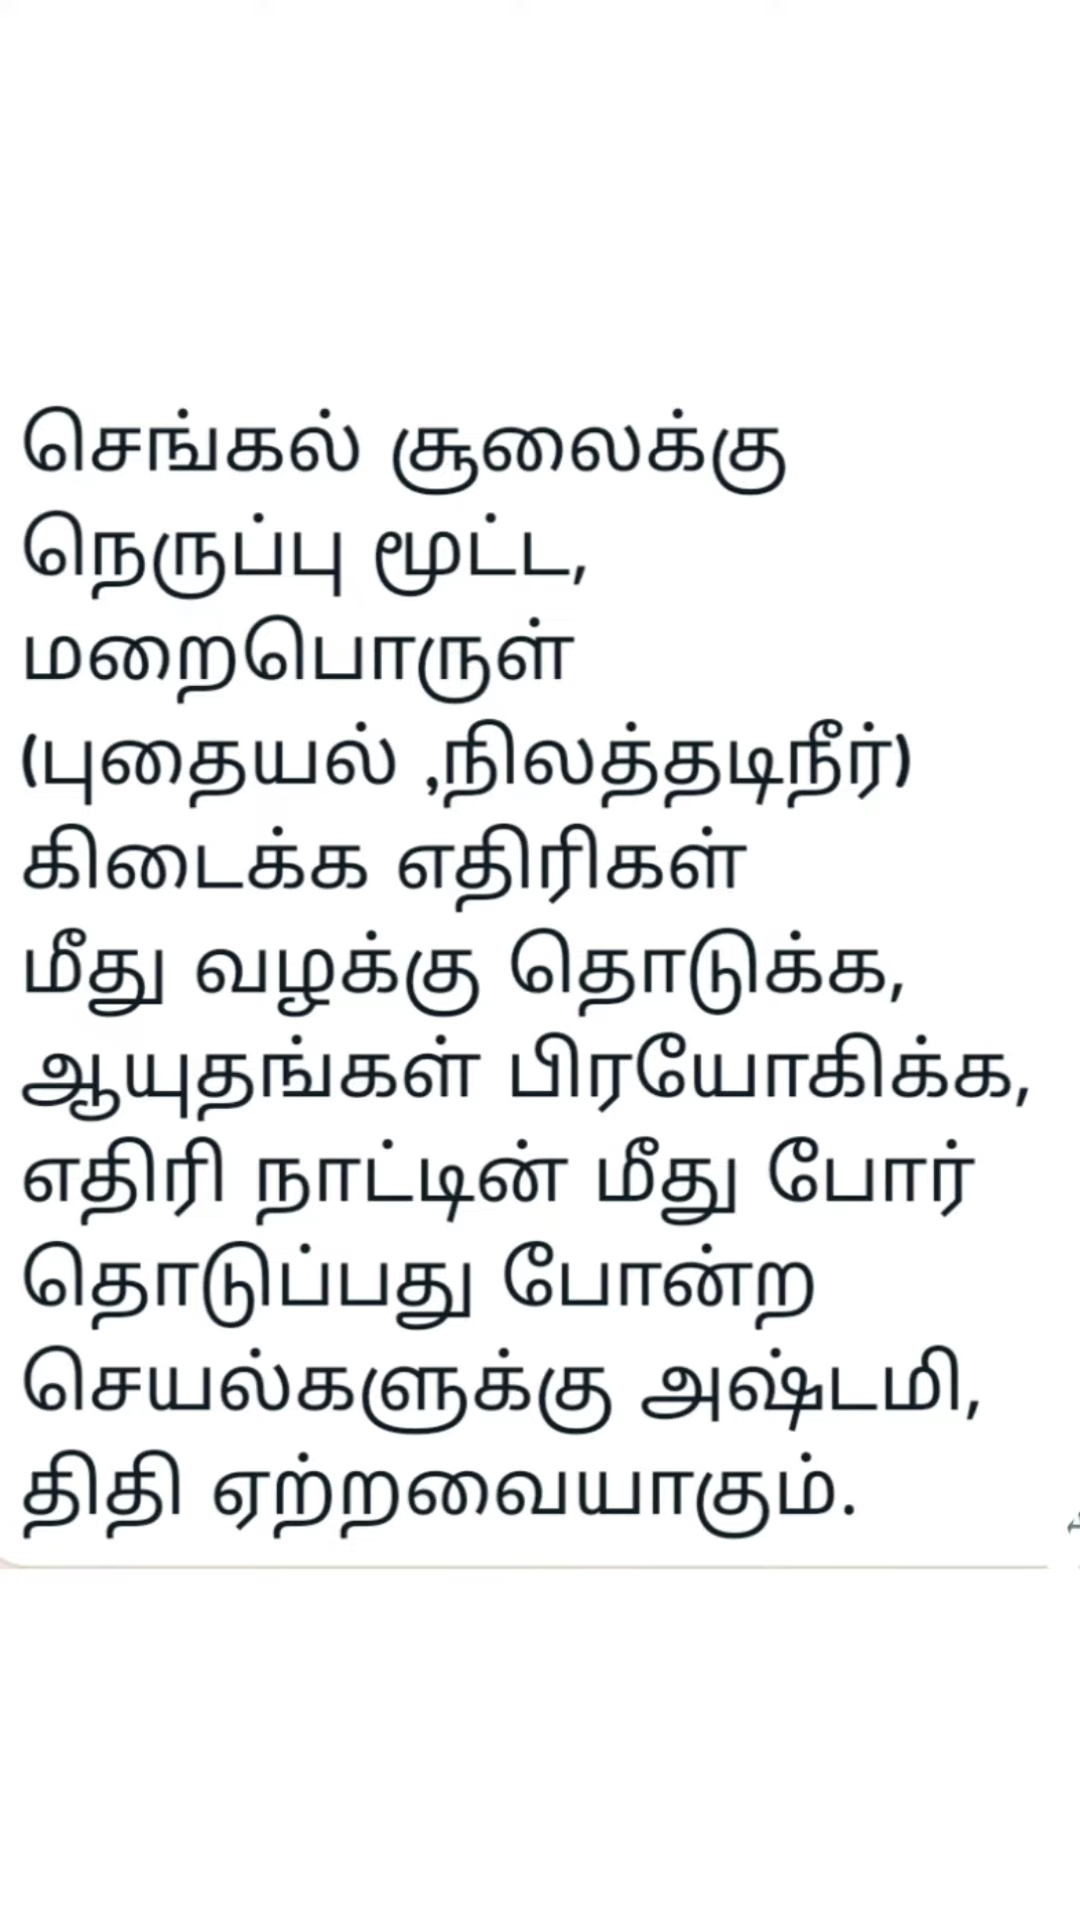 செங்கல் சூலைக்கு
நெருப்பு மூட்ட,
மறைபொருள்
(புதையல் ,நிலத்தடிநீர்)
கிடைக்க எதிரிகள்
மீது வழக்கு தொடுக்க,
ஆயுதங்கள் பிரயோகிக்க,
எதிரி நாட்டின் மீது போர்
தொடுப்பது போன்ற
செயல்களுக்கு அஷ்டமி,
திதி ஏற்றவையாகும்.